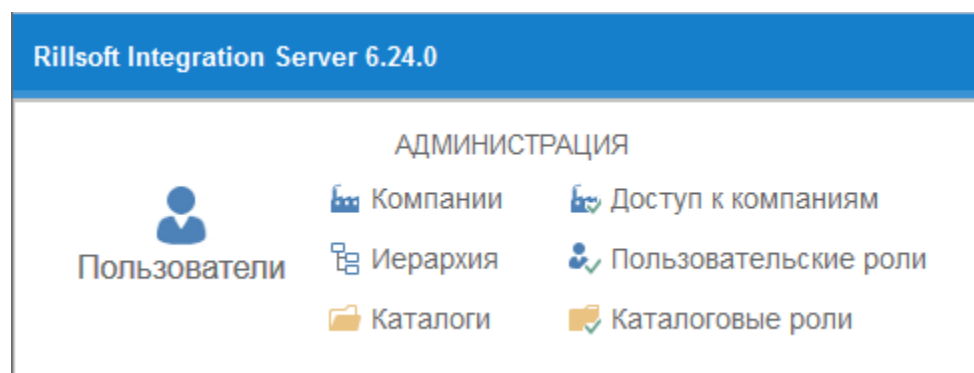 Rillsoft Integration Server 6.24.0
АДМИНИСТРАЦИЯ
Компании Доступ к компаниям
Пользователи Иерархия Пользовательские роли
Каталоги Каталоговые роли